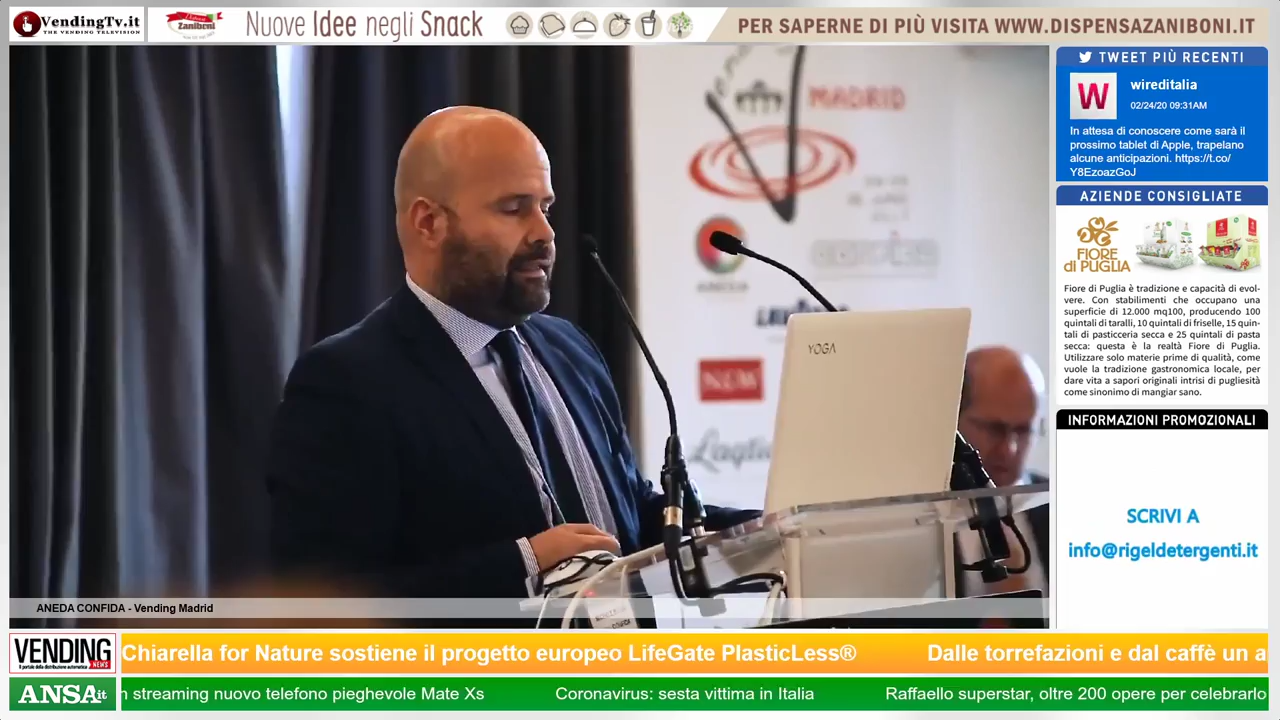 VendingTv.it
THE VENDING TELEVISION
Zaniboni
Nuove Idee negli Snack
PER SAPERNE DI PIÙ VISITA WWW.DISPENSAZANIBONI.IT
MADRID
YOGA
ANEDA CONFIDA - Vending Madrid
TWEET PIÙ RECENTI
wireditalia
02/24/20 09:31AM
In attesa di conoscere come sarà il
prossimo tablet di Apple, trapelano
alcune anticipazioni. https://t.co/
Y8EzoazGoJ
AZIENDE CONSIGLIATE
FIORE
di PUGLIA
Fiore di Puglia è tradizione e capacità di evol-
vere. Con stabilimenti che occupano una
superficie di 12.000 mq100, producendo 100
quintali di taralli, 10 quintali di friselle, 15 quin-
tali di pasticceria secca e 25 quintali di pasta
secca: questa è la realtà Fiore di Puglia.
Utilizzare solo materie prime di qualità, come
vuole la tradizione gastronomica locale, per
dare vita a sapori originali intrisi di pugliesità
come sinonimo di mangiar sano.
INFORMAZIONI PROMOZIONALI
SCRIVI A
info@rigeldetergenti.it
VENDING
NEWS
Il portale della distribuzione automatica
Chiarella for Nature sostiene il progetto europeo LifeGate PlasticLess® Dalle torrefazioni e dal caffè un a
ANSA.it
n streaming nuovo telefono pieghevole Mate Xs Coronavirus: sesta vittima in Italia Raffaello superstar, oltre 200 opere per celebrarlo